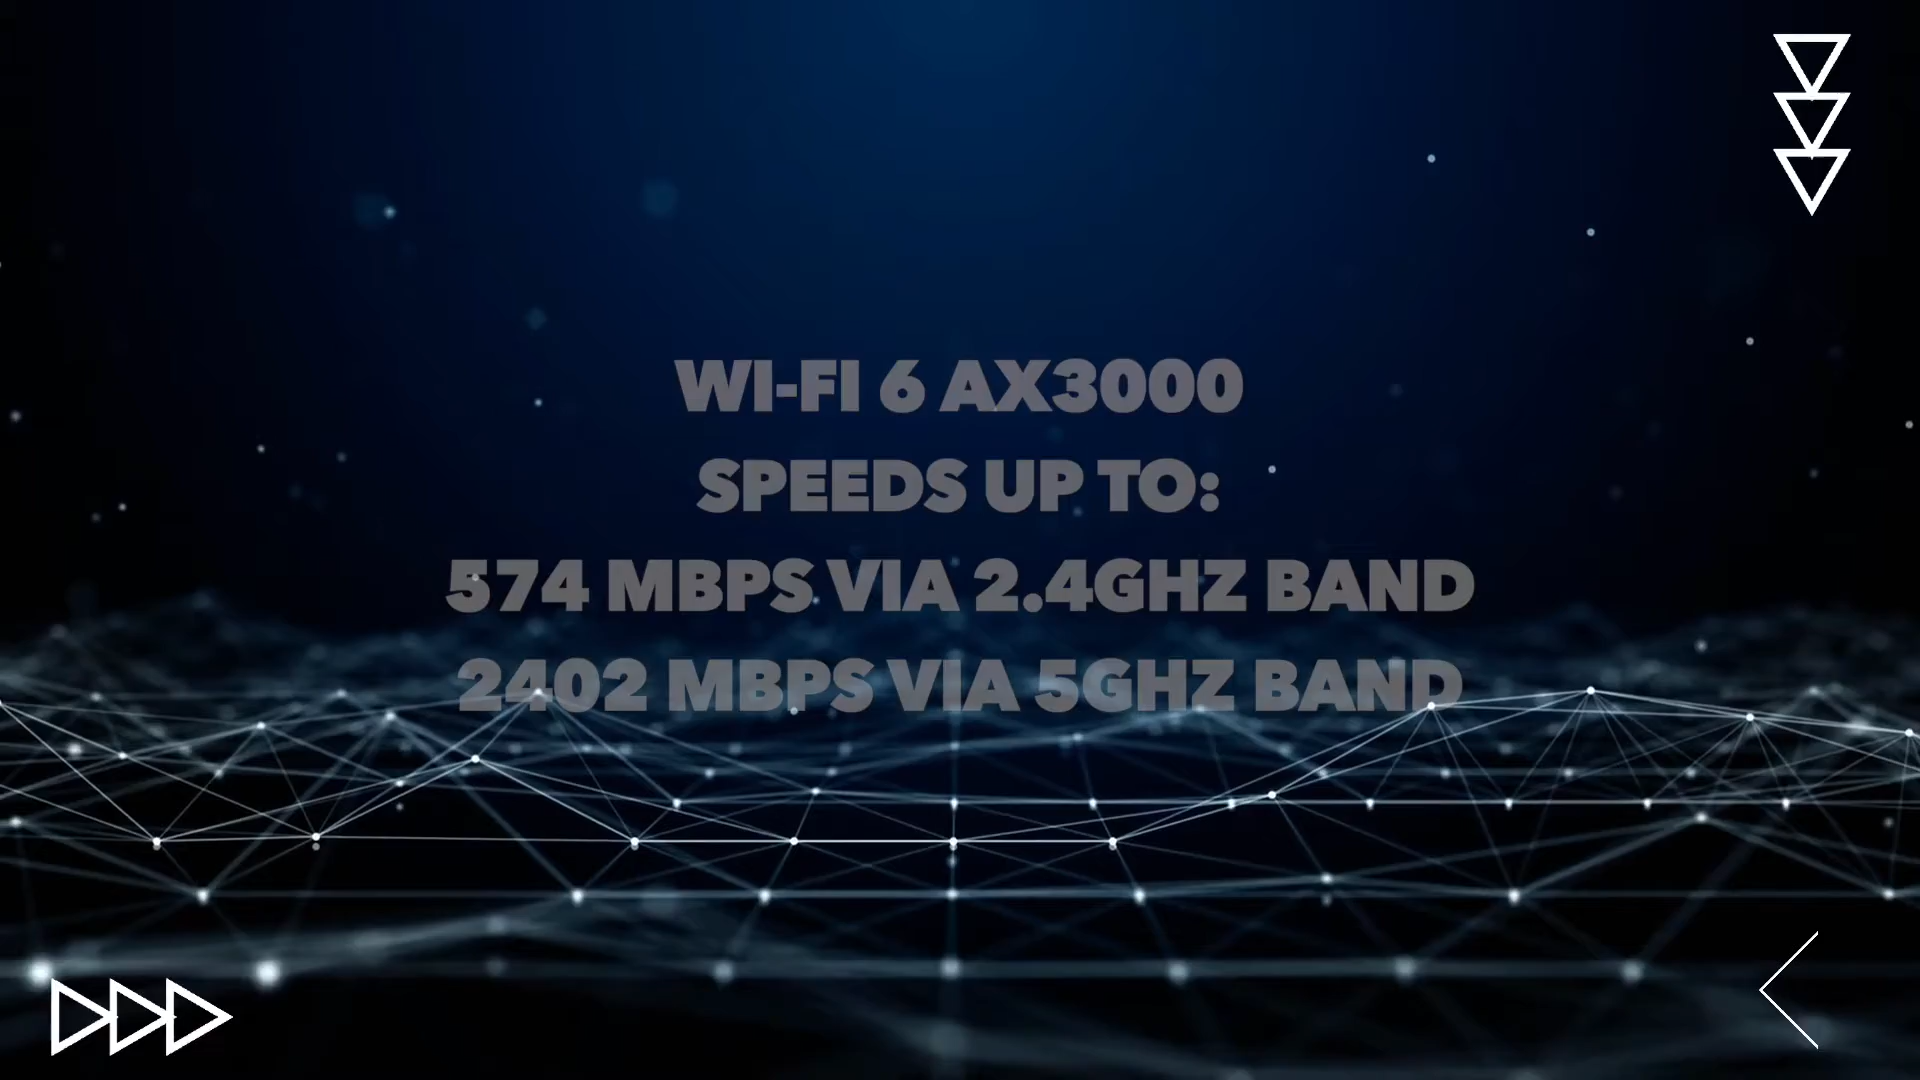 WI-FI 6 AX3000
SPEEDS UP TO:
574 MBPS VIA 2.4GHZ BAND
2402 MBPS VIA 5GHZ BAND